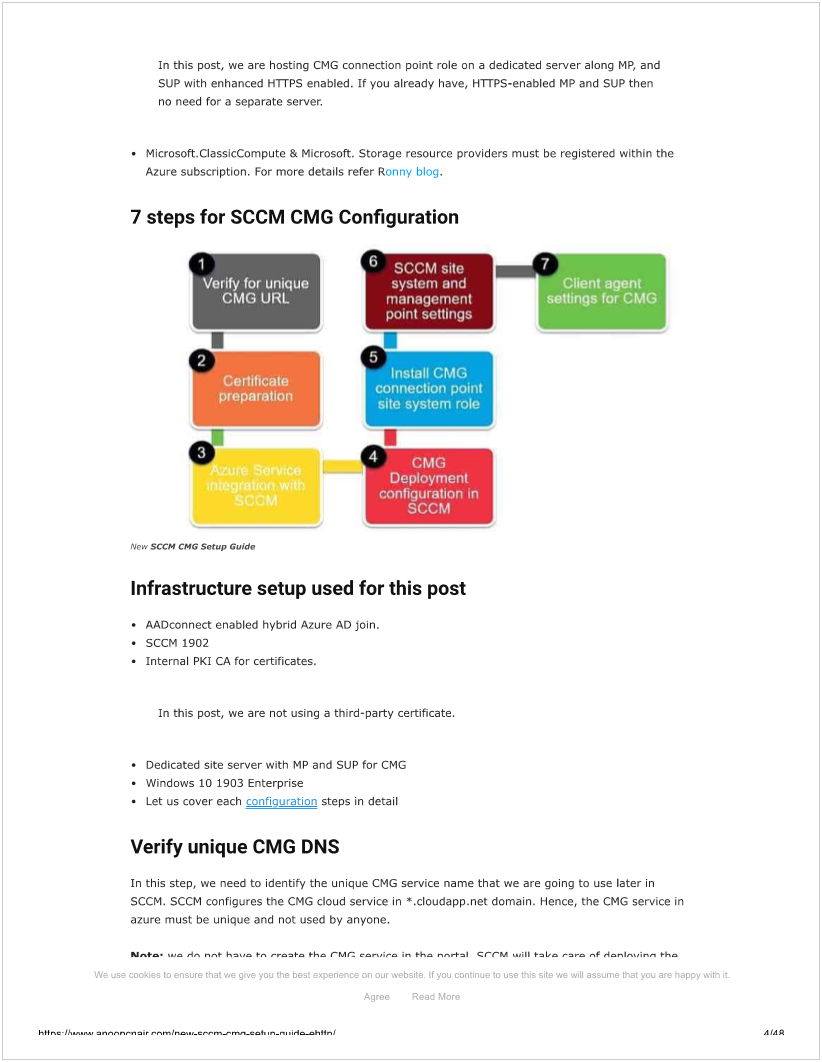 In this post, we are hosting CMG connection point role on a dedicated server along MP, and
SUP with enhanced HTTPS enabled. If you already have, HTTPS-enabled MP and SUP then
no need for a separate server.
• Microsoft.ClassicCompute & Microsoft. Storage resource providers must be registered within the
Azure subscription. For more details refer Ronny blog.
7 steps for SCCM CMG Configuration
1
Verify for unique
CMG URL
2
Certificate
preparation
3
Azure Service
integration with
SCCM
4
CMG
Deployment
configuration in
SCCM
5
Install CMG
connection point
site system role
6
SCCM site
system and
management
point settings
7
Client agent
settings for CMG
New SCCM CMG Setup Guide
Infrastructure setup used for this post
• AADconnect enabled hybrid Azure AD join.
• SCCM 1902
• Internal PKI CA for certificates.
In this post, we are not using a third-party certificate.
• Dedicated site server with MP and SUP for CMG
• Windows 10 1903 Enterprise
• Let us cover each configuration steps in detail
Verify unique CMG DNS
In this step, we need to identify the unique CMG service name that we are going to use later in
SCCM. SCCM configures the CMG cloud service in *.cloudapp.net domain. Hence, the CMG service in
azure must be unique and not used by anyone.
Note: we do not have to create the CMG service in the portal. SCCM will take care of deploying the
We use cookies to ensure that we give you the best experience on our website. If you continue to use this site we will assume that you are happy with it.
Agree Read More
https://www.anoopcnair.com/new-sccm-cmg-setup-guide-ehttp/ 4/48